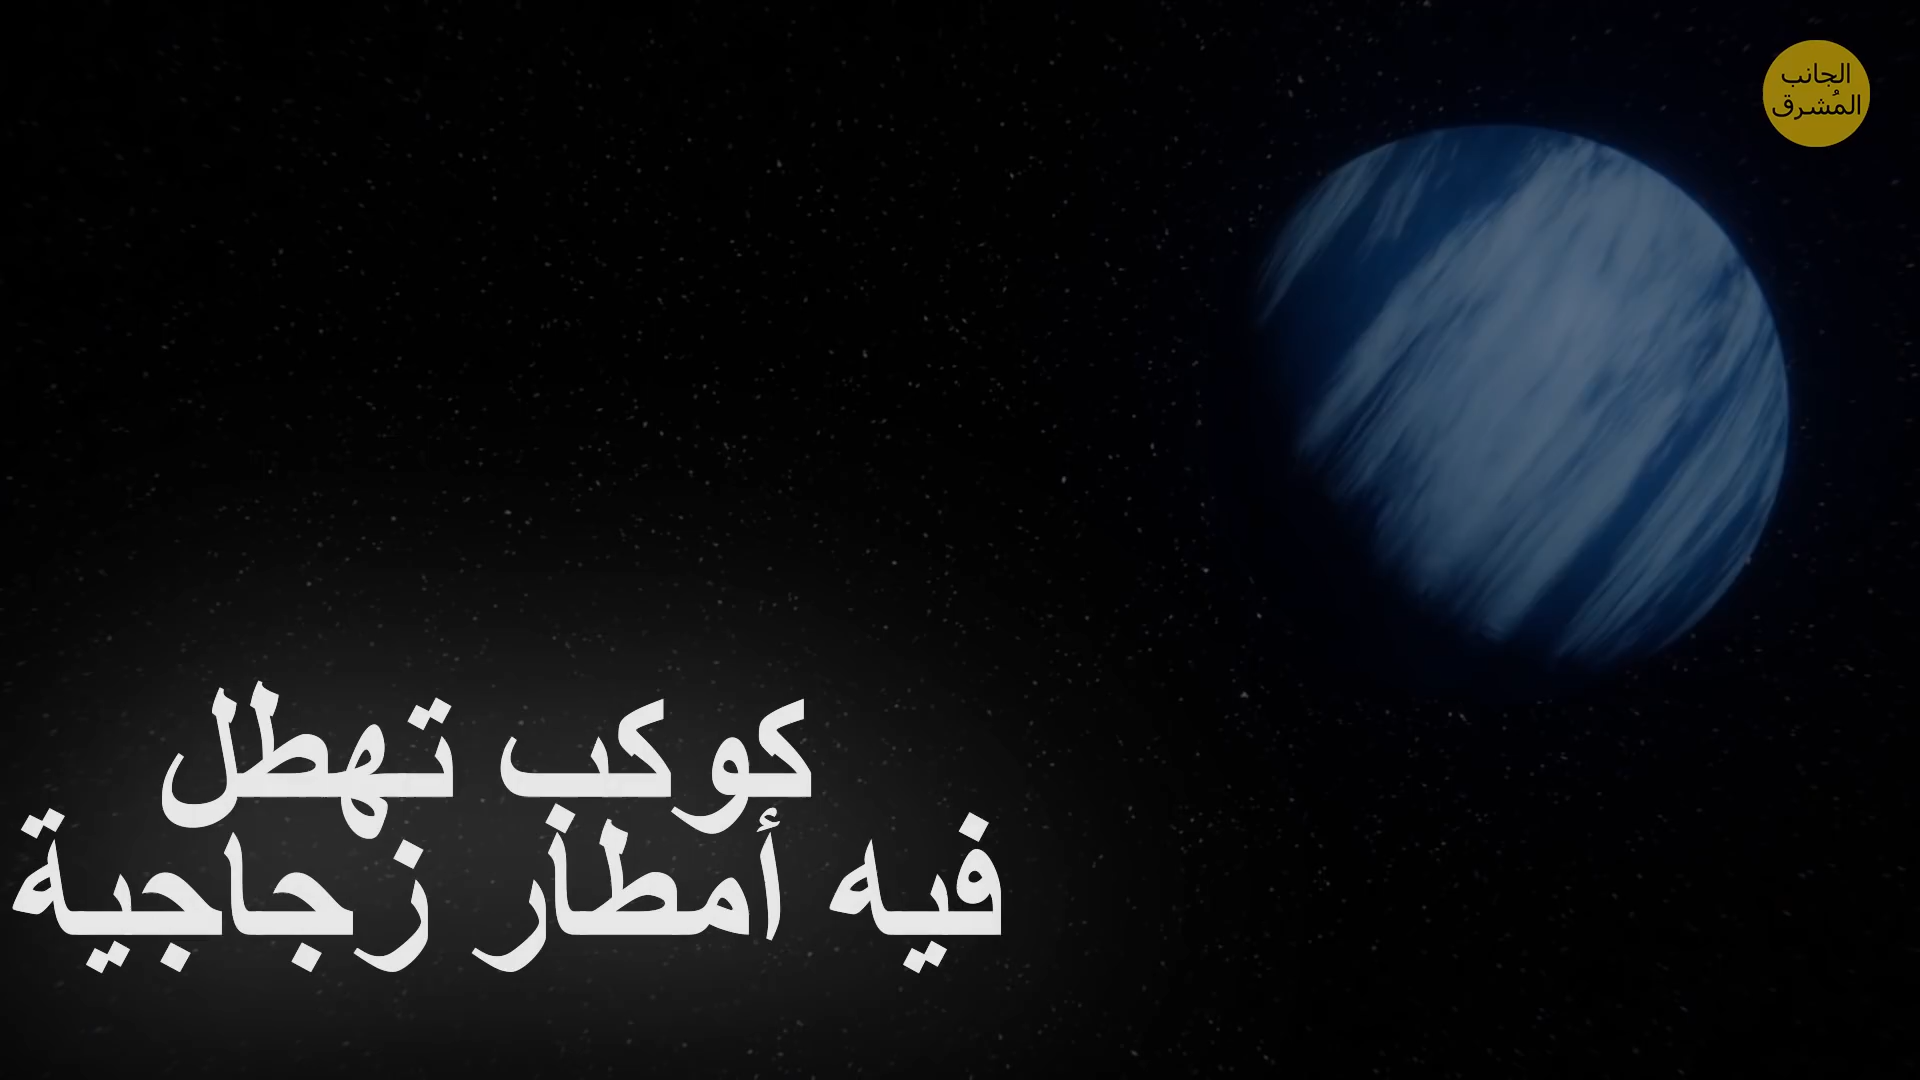 الجانب
المُشرق
كوكب تهطل
فيه أمطار زجاجية